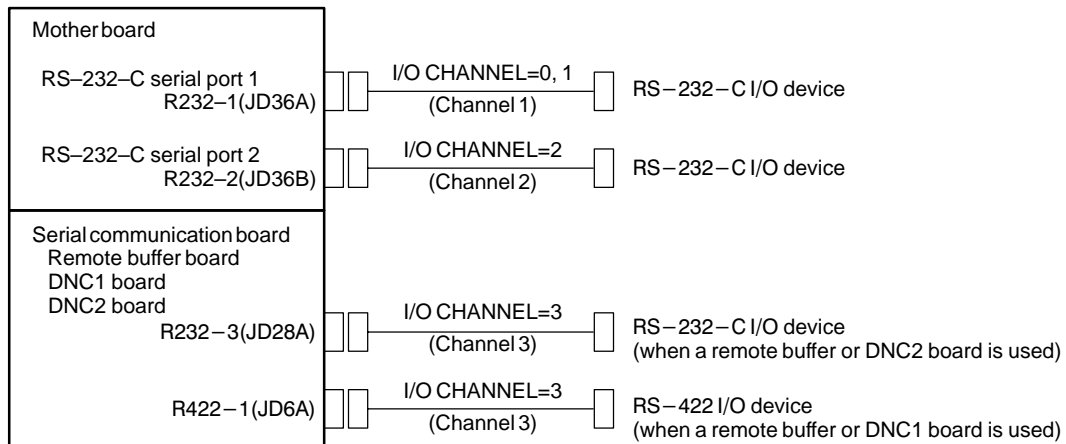 Mother board
RS–232–C serial port 1
R232–1(JD36A)
I/O CHANNEL=0, 1
(Channel 1)
RS–232–C I/O device
RS–232–C serial port 2
R232–2(JD36B)
I/O CHANNEL=2
(Channel 2)
RS–232–C I/O device
Serial communication board
Remote buffer board
DNC1 board
DNC2 board
R232–3(JD28A)
I/O CHANNEL=3
(Channel 3)
RS–232–C I/O device
(when a remote buffer or DNC2 board is used)
R422–1(JD6A)
I/O CHANNEL=3
(Channel 3)
RS–422 I/O device
(when a remote buffer or DNC1 board is used)